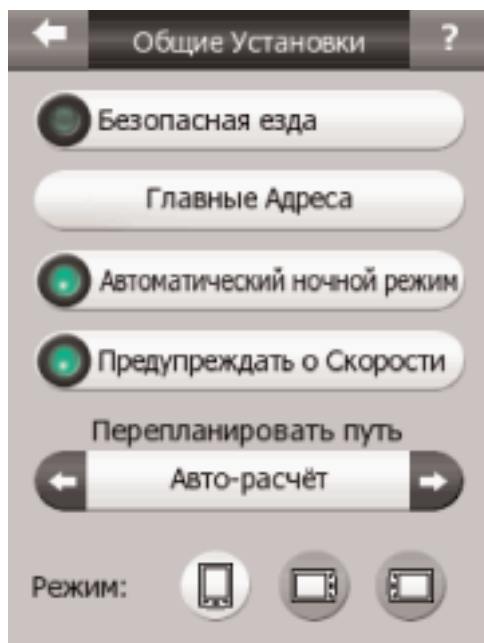 Общие Установки ?
Безопасная езда
Главные Адреса
Автоматический ночной режим
Предупреждать о Скорости
Перепланировать путь
Авто-расчёт
Режим: